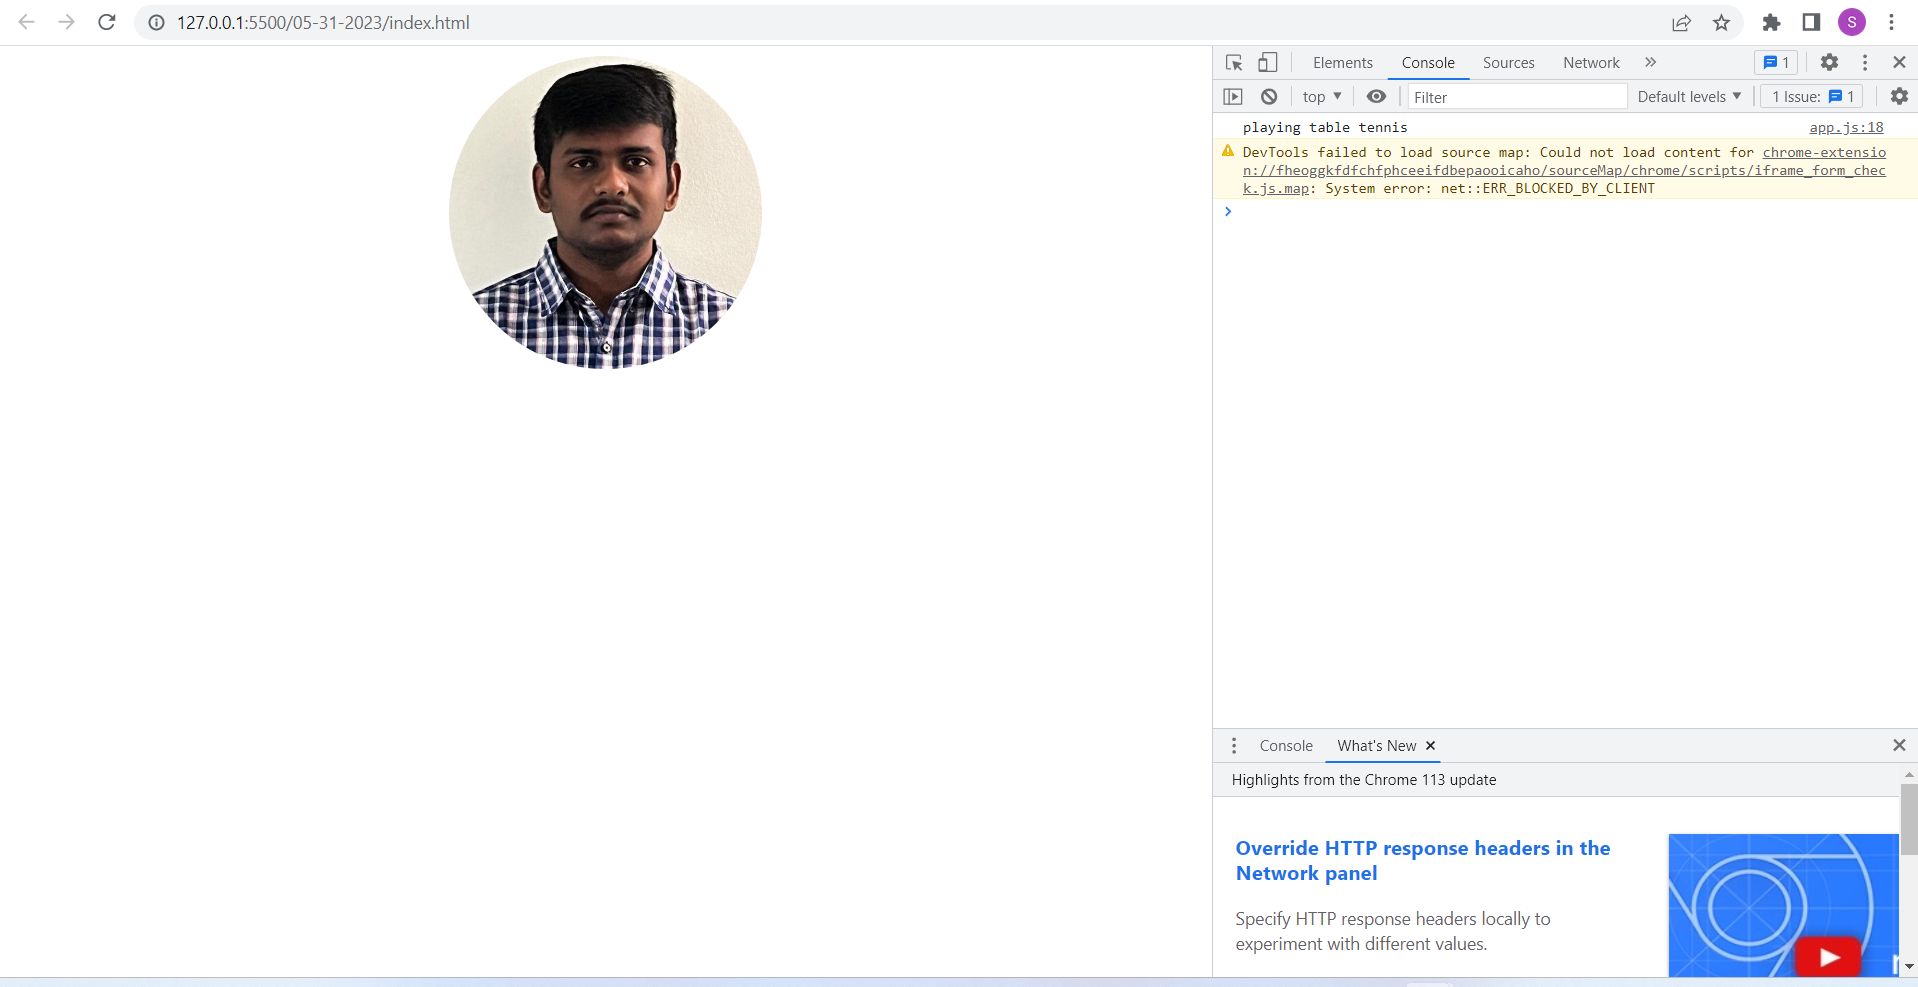 127.0.0.1:5500/05-31-2023/index.html
S
Elements Console Sources Network » 1
top Filter Default levels 1 Issue: 1
playing table tennis app.js:18
DevTools failed to load source map: Could not load content for chrome-extensio
n://fheoggkfdfchfphceeifdbepaooicaho/sourceMap/chrome/scripts/iframe_form_chec
k.js.map: System error: net::ERR_BLOCKED_BY_CLIENT
Console What's New
Highlights from the Chrome 113 update
Override HTTP response headers in the
Network panel
Specify HTTP response headers locally to
experiment with different values.